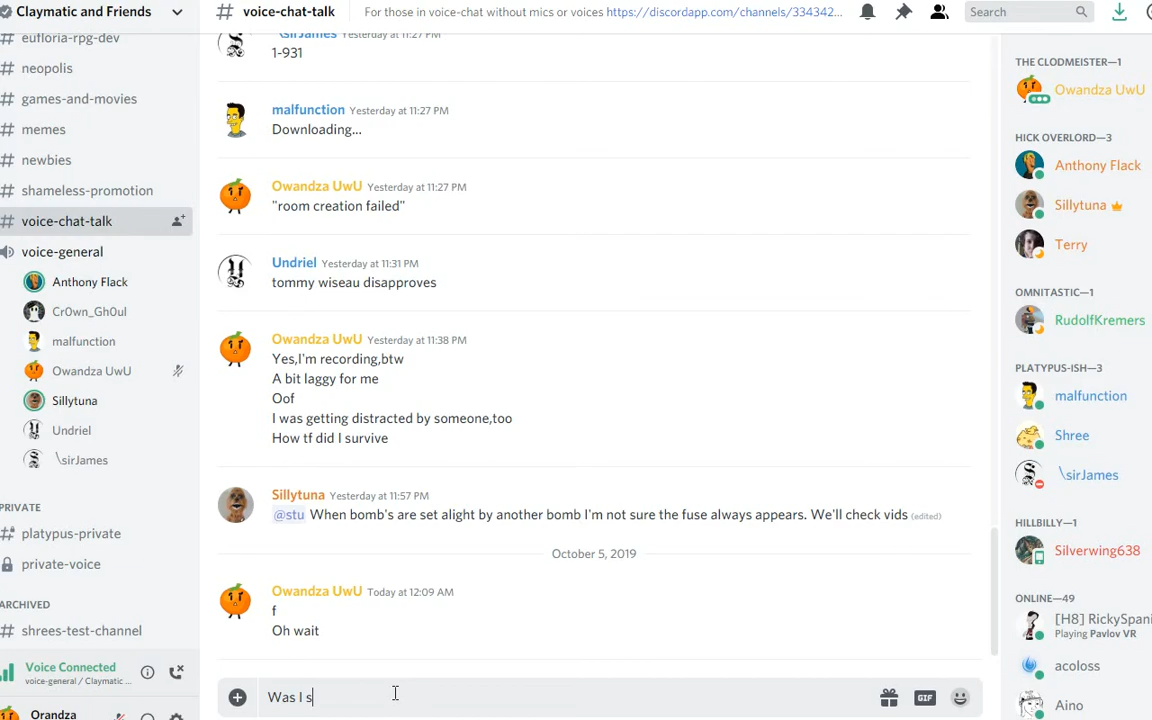 Claymatic and Friends
# voice-chat-talk
For those in voice-chat without mics or voices https://discordapp.com/channels/334342...
Search
# eufloria-rpg-dev
# neopolis
# games-and-movies
# memes
# newbies
# shameless-promotion
# voice-chat-talk
voice-general
Anthony Flack
Cr0wn_Gh0ul
malfunction
Owandza UwU
Sillytuna
Undriel
\sirJames
PRIVATE
# platypus-private
private-voice
ARCHIVED
# shrees-test-channel
Voice Connected
voice-general / Claymatic ...
Orandza
\sirJames Yesterday at 11:27 PM
1-931
malfunction Yesterday at 11:27 PM
Downloading...
Owandza UwU Yesterday at 11:27 PM
"room creation failed"
Undriel Yesterday at 11:31 PM
tommy wiseau disapproves
Owandza UwU Yesterday at 11:38 PM
Yes,I'm recording,btw
A bit laggy for me
Oof
I was getting distracted by someone,too
How tf did I survive
Sillytuna Yesterday at 11:57 PM
@stu When bomb's are set alight by another bomb I'm not sure the fuse always appears. We'll check vids (edited)
October 5, 2019
Owandza UwU Today at 12:09 AM
f
Oh wait
Was I s
GIF
THE CLODMEISTER—1
Owandza UwU
HICK OVERLORD—3
Anthony Flack
Sillytuna
Terry
OMNITASTIC—1
RudolfKremers
PLATYPUS-ISH—3
malfunction
Shree
\sirJames
HILLBILLY—1
Silverwing638
ONLINE—49
[H8] RickySpani
Playing Pavlov VR
acoloss
Aino